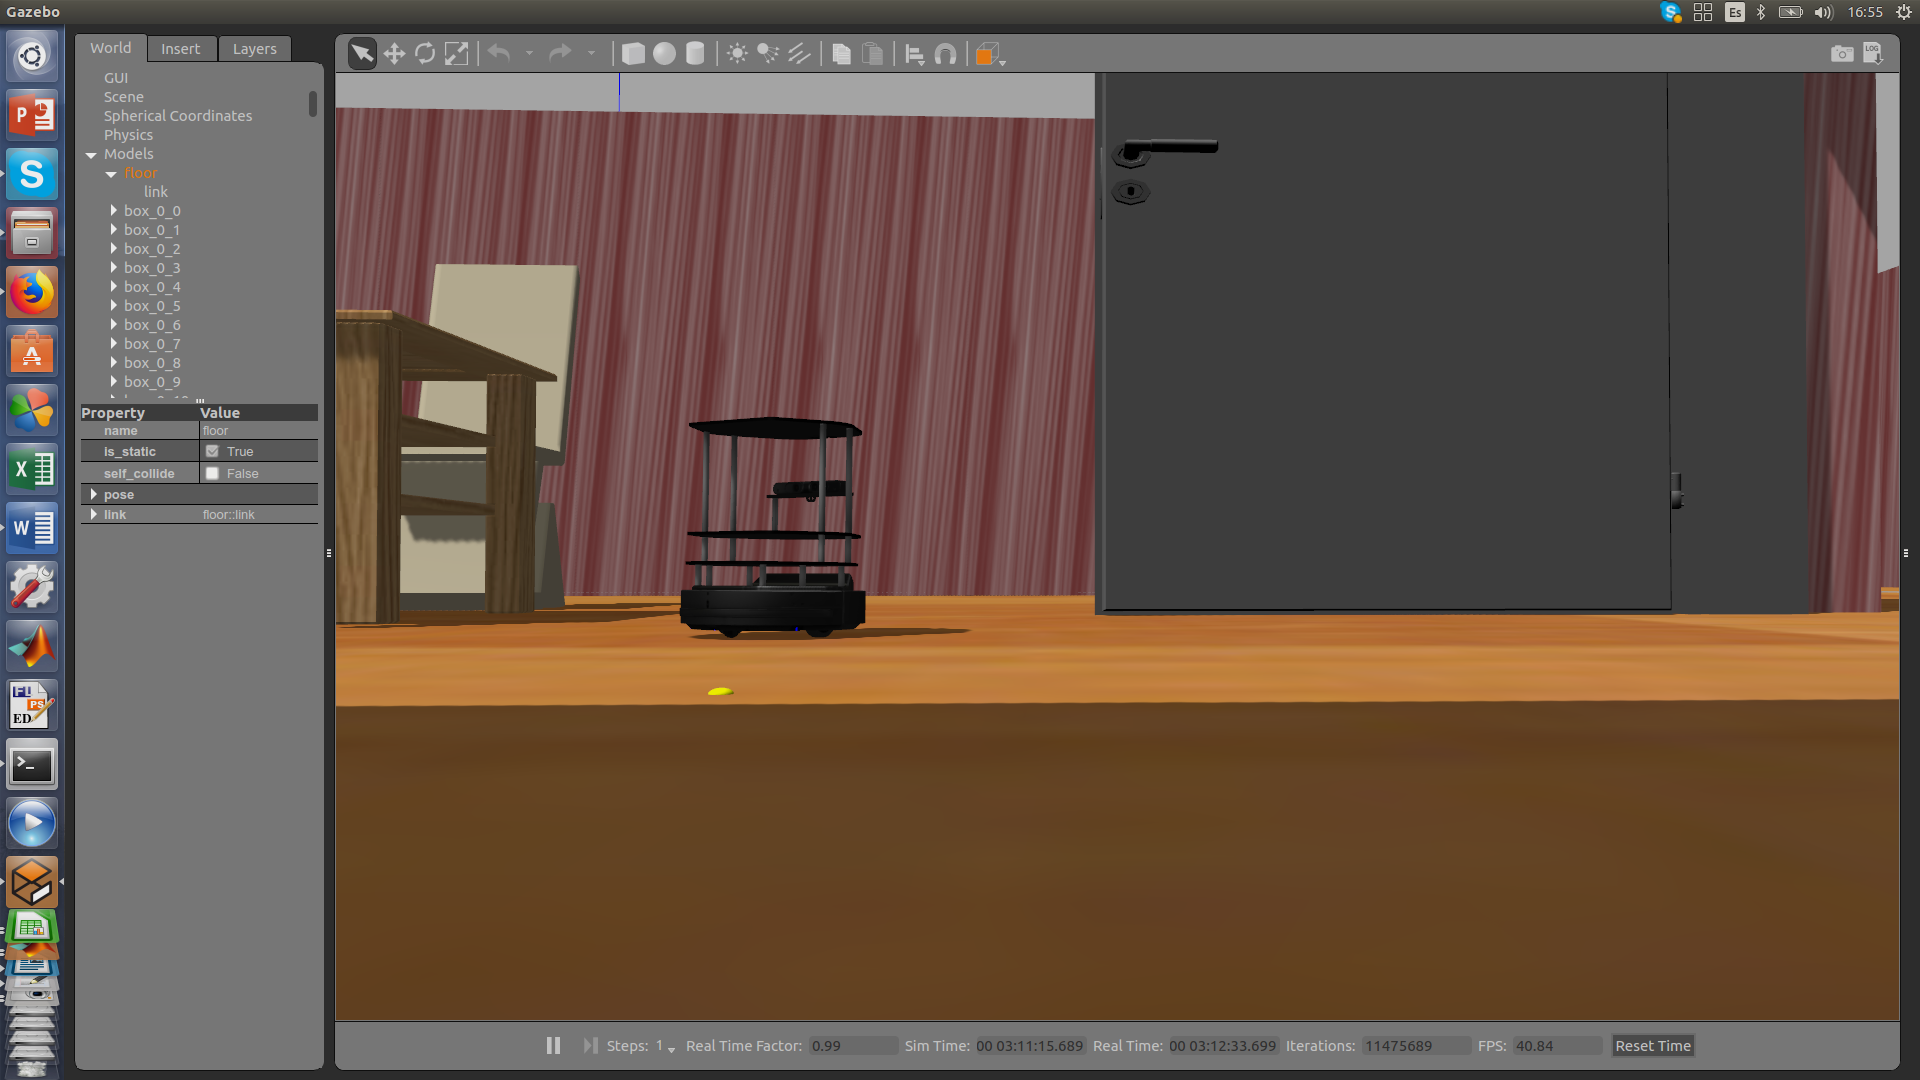 Gazebo
Es
16:55
World Insert Layers
LOG
GUI
Scene
Spherical Coordinates
Physics
Models
floor
link
box_0_0
box_0_1
box_0_2
box_0_3
box_0_4
box_0_5
box_0_6
box_0_7
box_0_8
box_0_9
Property Value
name floor
is_static True
self_collide False
pose
link floor::link
Steps: 1 Real Time Factor: 0.99 Sim Time: 00 03:11:15.689 Real Time: 00 03:12:33.699 Iterations: 11475689 FPS: 40.84 Reset Time